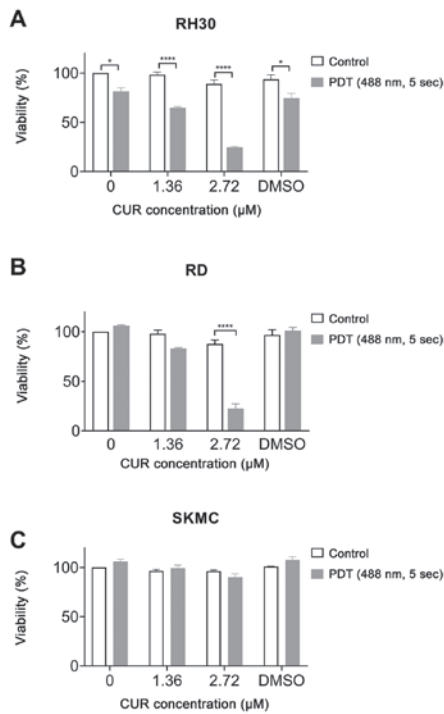 A
RH30
Viability (%)
100
50
0
* **** **** *
Control
PDT (488 nm, 5 sec)
0 1.36 2.72 DMSO
CUR concentration (µM)
B
RD
Viability (%)
100
50
0
****
Control
PDT (488 nm, 5 sec)
0 1.36 2.72 DMSO
CUR concentration (µM)
SKMC
C
Viability (%)
100
50
0
Control
PDT (488 nm, 5 sec)
0 1.36 2.72 DMSO
CUR concentration (µM)